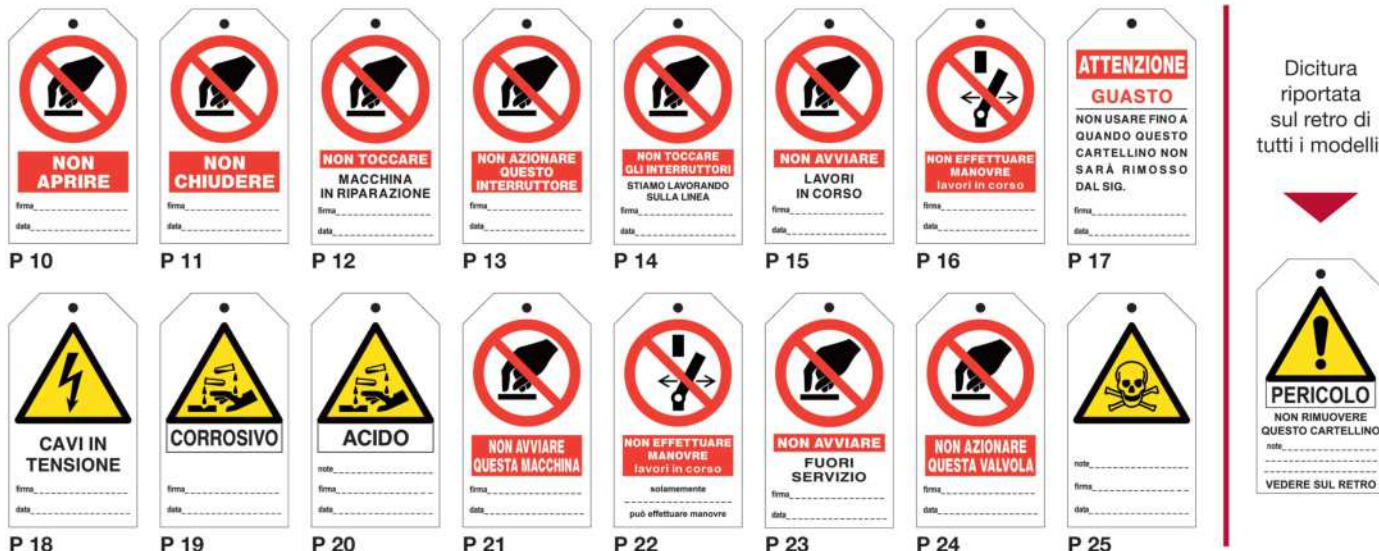 NON
APRIRE
firma
data
P 10
NON
CHIUDERE
firma
data
P 11
NON TOCCARE
MACCHINA
IN RIPARAZIONE
firma
data
P 12
NON AZIONARE
QUESTO
INTERRUTTORE
firma
data
P 13
NON TOCCARE
GLI INTERRUTTORI
STIAMO LAVORANDO
SULLA LINEA
firma
data
P 14
NON AVVIARE
LAVORI
IN CORSO
firma
data
P 15
NON EFFETTUARE
MANOVRE
lavori in corso
firma
data
P 16
ATTENZIONE
GUASTO
NON USARE FINO A
QUANDO QUESTO
CARTELLINO NON
SARÀ RIMOSSO
DAL SIG.
firma
data
P 17
CAVI IN
TENSIONE
firma
data
P 18
CORROSIVO
firma
data
P 19
ACIDO
note
firma
data
P 20
NON AVVIARE
QUESTA MACCHINA
firma
data
P 21
NON EFFETTUARE
MANOVRE
lavori in corso
solamemente
può effettuare manovre
P 22
NON AVVIARE
FUORI
SERVIZIO
firma
data
P 23
NON AZIONARE
QUESTA VALVOLA
firma
data
P 24
note
firma
data
P 25
Dicitura
riportata
sul retro di
tutti i modelli
PERICOLO
NON RIMUOVERE
QUESTO CARTELLINO
note
VEDERE SUL RETRO